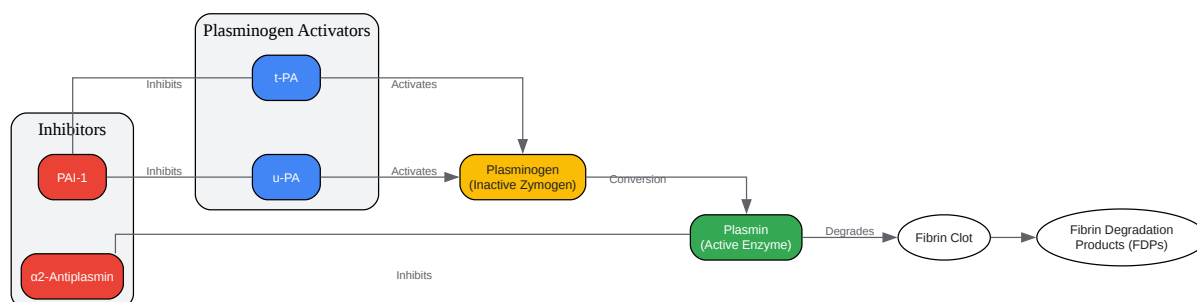 Plasminogen Activators
t-PA
Inhibits
Activates
Inhibitors
PAI-1
Inhibits
u-PA
Activates
Plasminogen
(Inactive Zymogen)
Conversion
Plasmin
(Active Enzyme)
Degrades
Fibrin Clot
Fibrin Degradation
Products (FDPs)
α2-Antiplasmin
Inhibits